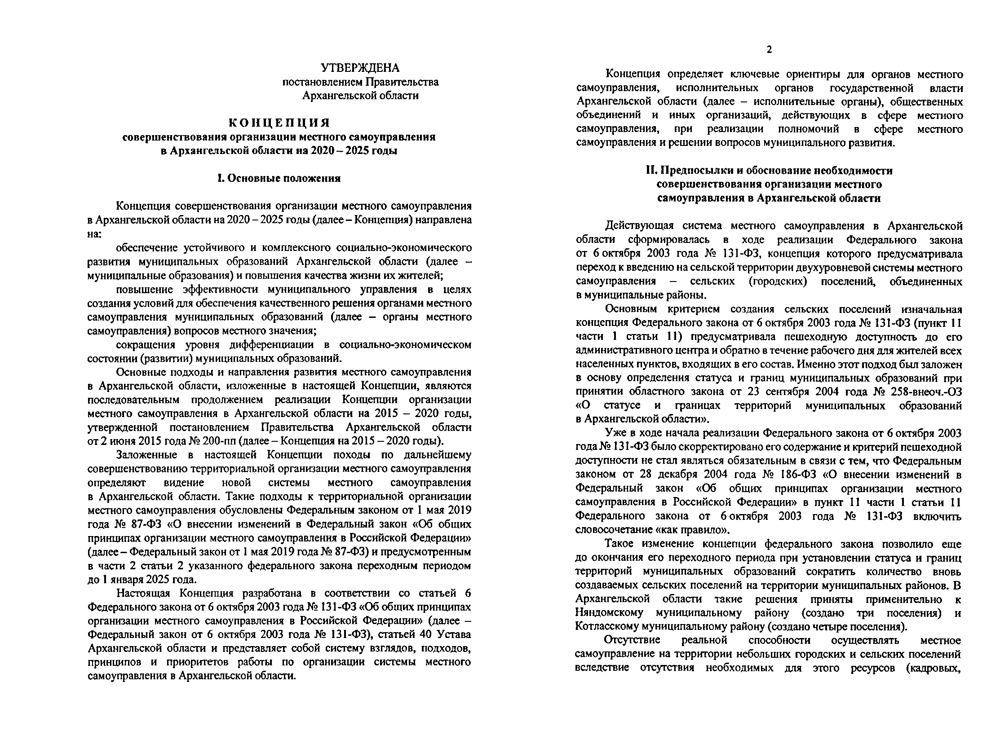 УТВЕРЖДЕНА
постановлением Правительства
Архангельской области
КОНЦЕПЦИЯ
совершенствования организации местного самоуправления
в Архангельской области на 2020 – 2025 годы
I. Основные положения
Концепция совершенствования организации местного самоуправления
в Архангельской области на 2020 – 2025 годы (далее – Концепция) направлена
на:
обеспечение устойчивого и комплексного социально-экономического
развития муниципальных образований Архангельской области (далее –
муниципальные образования) и повышения качества жизни их жителей;
повышение эффективности муниципального управления в целях
создания условий для обеспечения качественного решения органами местного
самоуправления муниципальных образований (далее – органы местного
самоуправления) вопросов местного значения;
сокращения уровня дифференциации в социально-экономическом
состоянии (развитии) муниципальных образований.
Основные подходы и направления развития местного самоуправления
в Архангельской области, изложенные в настоящей Концепции, являются
последовательным продолжением реализации Концепции организации
местного самоуправления в Архангельской области на 2015 – 2020 годы,
утвержденной постановлением Правительства Архангельской области
от 2 июня 2015 года № 200-пп (далее – Концепция на 2015 – 2020 годы).
Заложенные в настоящей Концепции походы по дальнейшему
совершенствованию территориальной организации местного самоуправления
определяют видение новой системы местного самоуправления
в Архангельской области. Такие подходы к территориальной организации
местного самоуправления обусловлены Федеральным законом от 1 мая 2019
года № 87-ФЗ «О внесении изменений в Федеральный закон «Об общих
принципах организации местного самоуправления в Российской Федерации»
(далее – Федеральный закон от 1 мая 2019 года № 87-ФЗ) и предусмотренным
в части 2 статьи 2 указанного федерального закона переходным периодом
до 1 января 2025 года.
Настоящая Концепция разработана в соответствии со статьей 6
Федерального закона от 6 октября 2003 года № 131-ФЗ «Об общих принципах
организации местного самоуправления в Российской Федерации» (далее –
Федеральный закон от 6 октября 2003 года № 131-ФЗ), статьей 40 Устава
Архангельской области и представляет собой систему взглядов, подходов,
принципов и приоритетов работы по организации системы местного
самоуправления в Архангельской области.
2
Концепция определяет ключевые ориентиры для органов местного
самоуправления, исполнительных органов государственной власти
Архангельской области (далее – исполнительные органы), общественных
объединений и иных организаций, действующих в сфере местного
самоуправления, при реализации полномочий в сфере местного
самоуправления и решении вопросов муниципального развития.
II. Предпосылки и обоснование необходимости
совершенствования организации местного
самоуправления в Архангельской области
Действующая система местного самоуправления в Архангельской
области сформировалась в ходе реализации Федерального закона
от 6 октября 2003 года № 131-ФЗ, концепция которого предусматривала
переход к введению на сельской территории двухуровневой системы местного
самоуправления – сельских (городских) поселений, объединенных
в муниципальные районы.
Основным критерием создания сельских поселений изначальная
концепция Федерального закона от 6 октября 2003 года № 131-ФЗ (пункт 11
части 1 статьи 11) предусматривала пешеходную доступность до его
административного центра и обратно в течение рабочего дня для жителей всех
населенных пунктов, входящих в его состав. Именно этот подход был заложен
в основу определения статуса и границ муниципальных образований при
принятии областного закона от 23 сентября 2004 года № 258-внеоч.-ОЗ
«О статусе и границах территорий муниципальных образований
в Архангельской области».
Уже в ходе начала реализации Федерального закона от 6 октября 2003
года № 131-ФЗ было скорректировано его содержание и критерий пешеходной
доступности не стал являться обязательным в связи с тем, что Федеральным
законом от 28 декабря 2004 года № 186-ФЗ «О внесении изменений в
Федеральный закон «Об общих принципах организации местного
самоуправления в Российской Федерации» в пункт 11 части 1 статьи 11
Федерального закона от 6 октября 2003 года № 131-ФЗ включить
словосочетание «как правило».
Такое изменение концепции федерального закона позволило еще
до окончания его переходного периода при установлении статуса и границ
территорий муниципальных образований сократить количество вновь
создаваемых сельских поселений на территории муниципальных районов. В
Архангельской области такие решения приняты применительно к
Няндомскому муниципальному району (создано три поселения) и
Котласскому муниципальному району (создано четыре поселения).
Отсутствие реальной способности осуществлять местное
самоуправление на территории небольших городских и сельских поселений
вследствие отсутствия необходимых для этого ресурсов (кадровых,